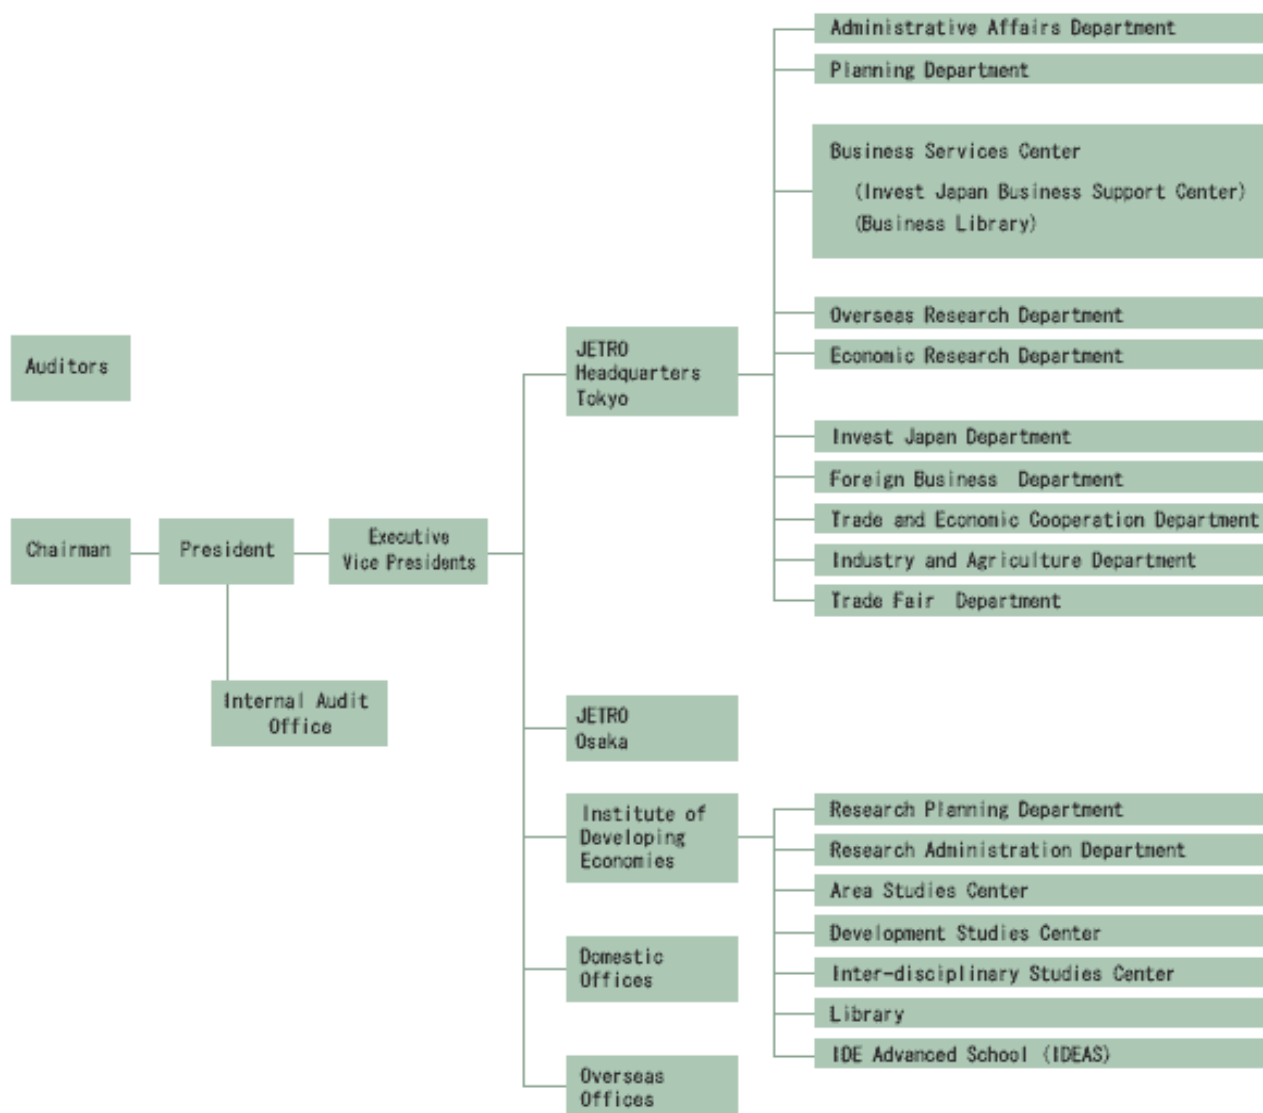 Administrative Affairs Department
Planning Department
Business Services Center
(Invest Japan Business Support Center)
(Business Library)
Overseas Research Department
Economic Research Department
Invest Japan Department
Foreign Business Department
Trade and Economic Cooperation Department
Industry and Agriculture Department
Trade Fair Department
JETRO
Headquarters
Tokyo
Auditors
Chairman
President
Executive
Vice Presidents
Internal Audit
Office
JETRO
Osaka
Institute of
Developing
Economies
Research Planning Department
Research Administration Department
Area Studies Center
Development Studies Center
Inter-disciplinary Studies Center
Library
IDE Advanced School (IDEAS)
Domestic
Offices
Overseas
Offices